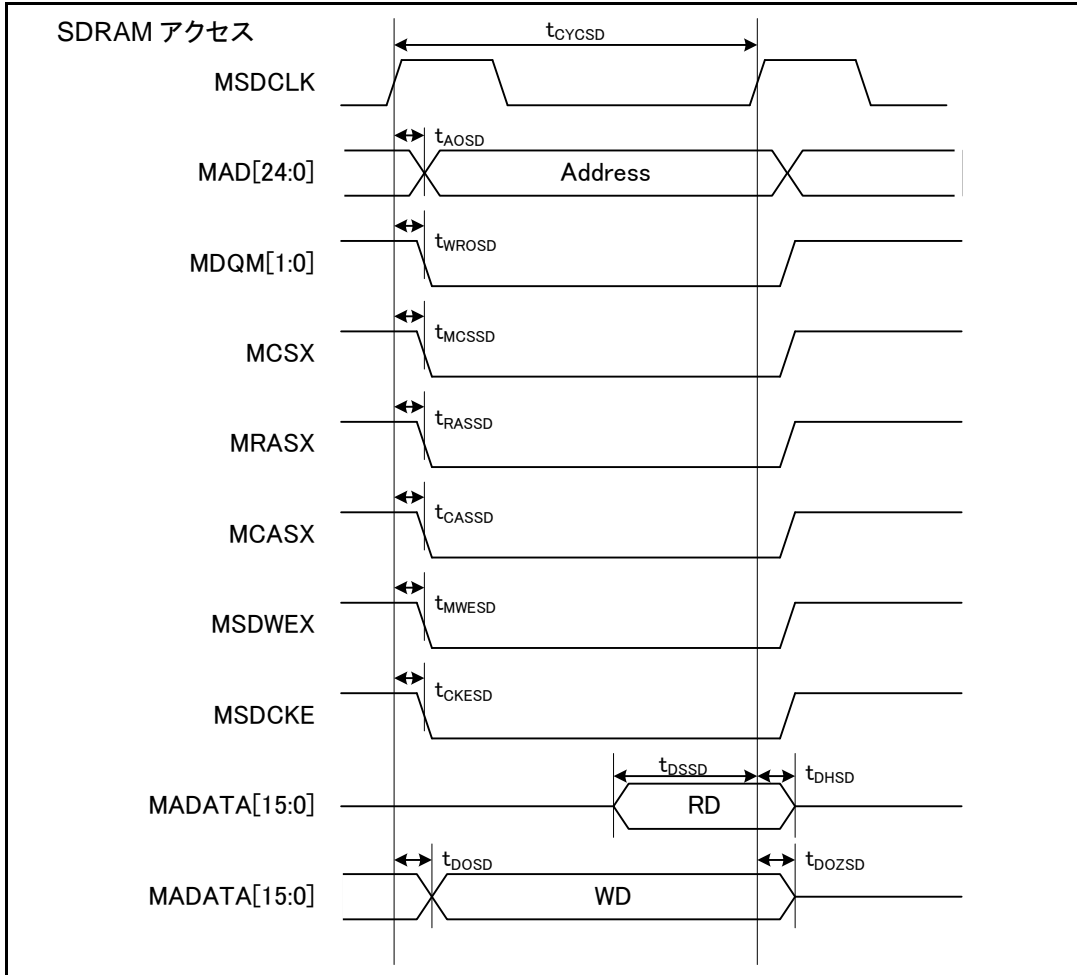 SDRAM アクセス
tCYCSD
MSDCLK
tAOSD
MAD[24:0]
Address
tWROSD
MDQM[1:0]
tMCSSD
MCSX
tRASSD
MRASX
tCASSD
MCASX
tMWESD
MSDWEX
tCKESD
MSDCKE
tDSSD
tDHSD
MADATA[15:0]
RD
tDOSD
tDOZSD
MADATA[15:0]
WD